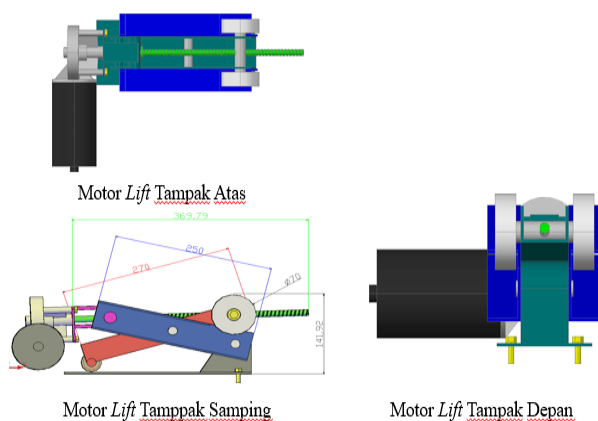 Motor Lift Tampak Atas
369,79
250
270
Ø70
141,92
Motor Lift Tamppak Samping
Motor Lift Tampak Depan